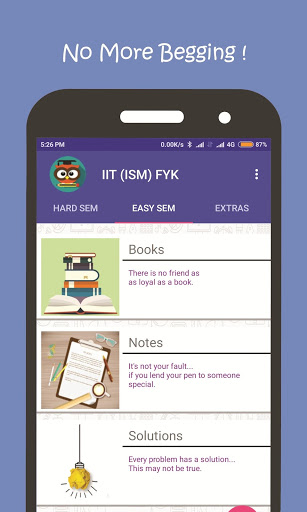 No More Begging !
5:26 PM 0.00K/s 4G 87%
IIT (ISM) FYK
HARD SEM EASY SEM EXTRAS
Books
There is no friend as
as loyal as a book.
Notes
It's not your fault...
if you lend your pen to someone
special.
Solutions
Every problem has a solution...
This may not be true.